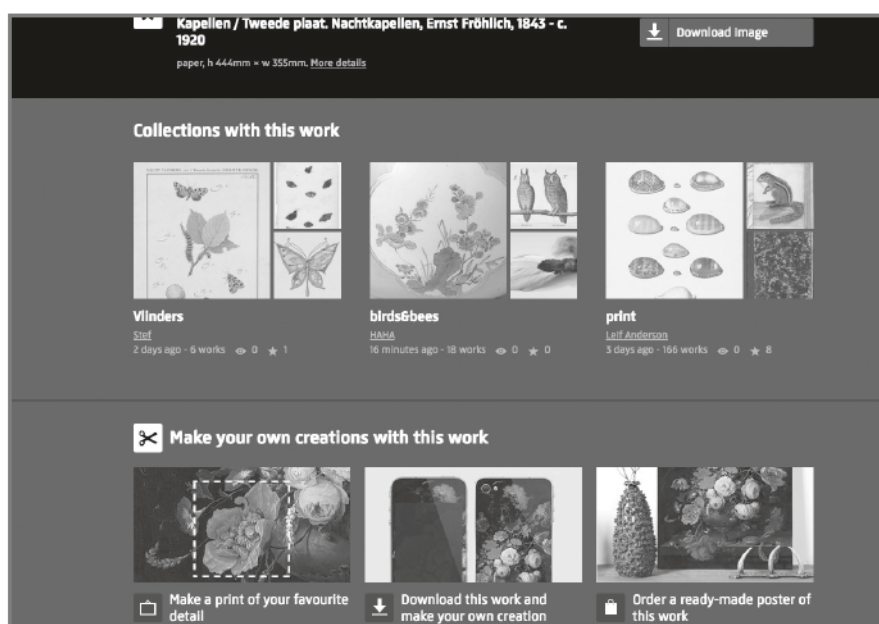 Kapellen / Tweede plaat. Nachtkapellen, Ernst Fröhlich, 1843 - c.
1920
paper, h 444mm × w 355mm. More details
Download image
Collections with this work
Vlinders
Stef
2 days ago - 6 works 0 1
birds&bees
HAHA
16 minutes ago - 18 works 0 0
print
Leif Anderson
3 days ago - 166 works 0 8
Make your own creations with this work
Make a print of your favourite
detail
Download this work and
make your own creation
Order a ready-made poster of
this work